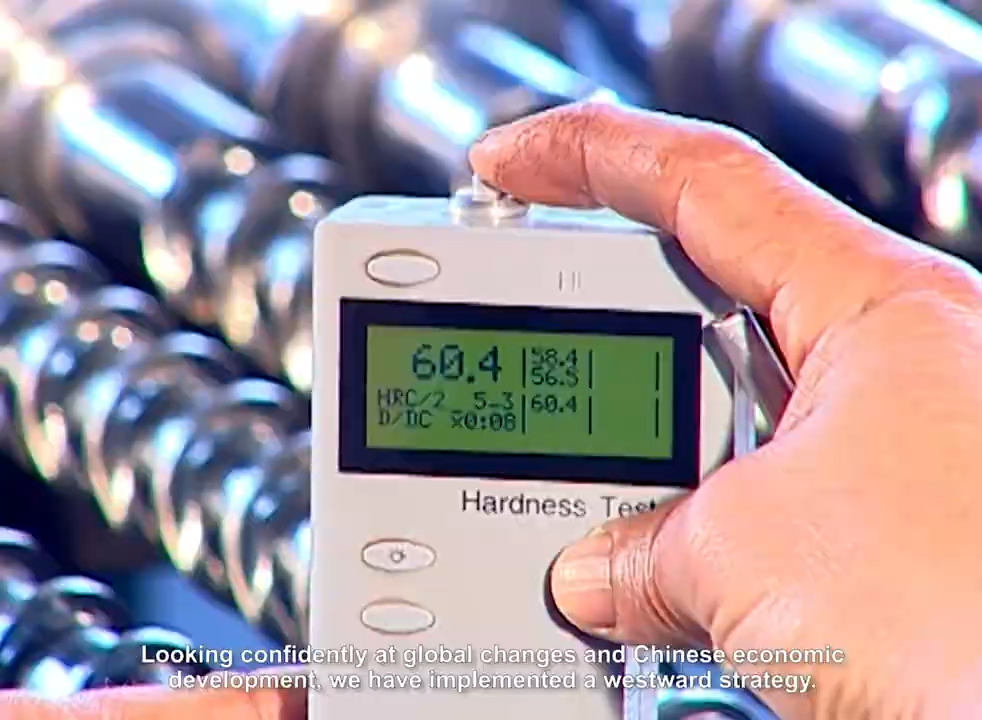 60.4
58.4
56.5
HRC/2 5-3
60.4
D/DC x0:08
Hardness Test
Looking confidently at global changes and Chinese economic
development, we have implemented a westward strategy.